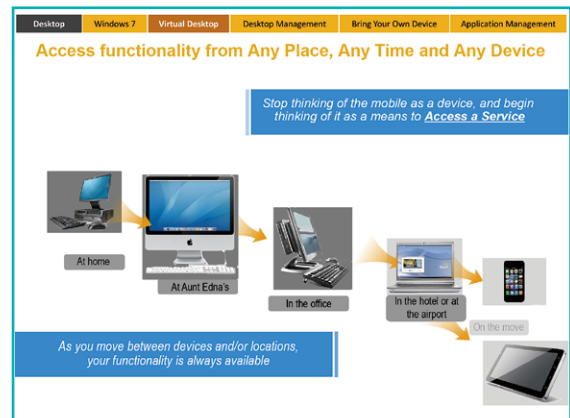 Desktop
Windows 7
Virtual Desktop
Desktop Management
Bring Your Own Device
Application Management
Access functionality from Any Place, Any Time and Any Device
Stop thinking of the mobile as a device, and begin
thinking of it as a means to Access a Service
At home
At Aunt Edna's
In the office
In the hotel or at
the airport
On the move
As you move between devices and/or locations,
your functionality is always available